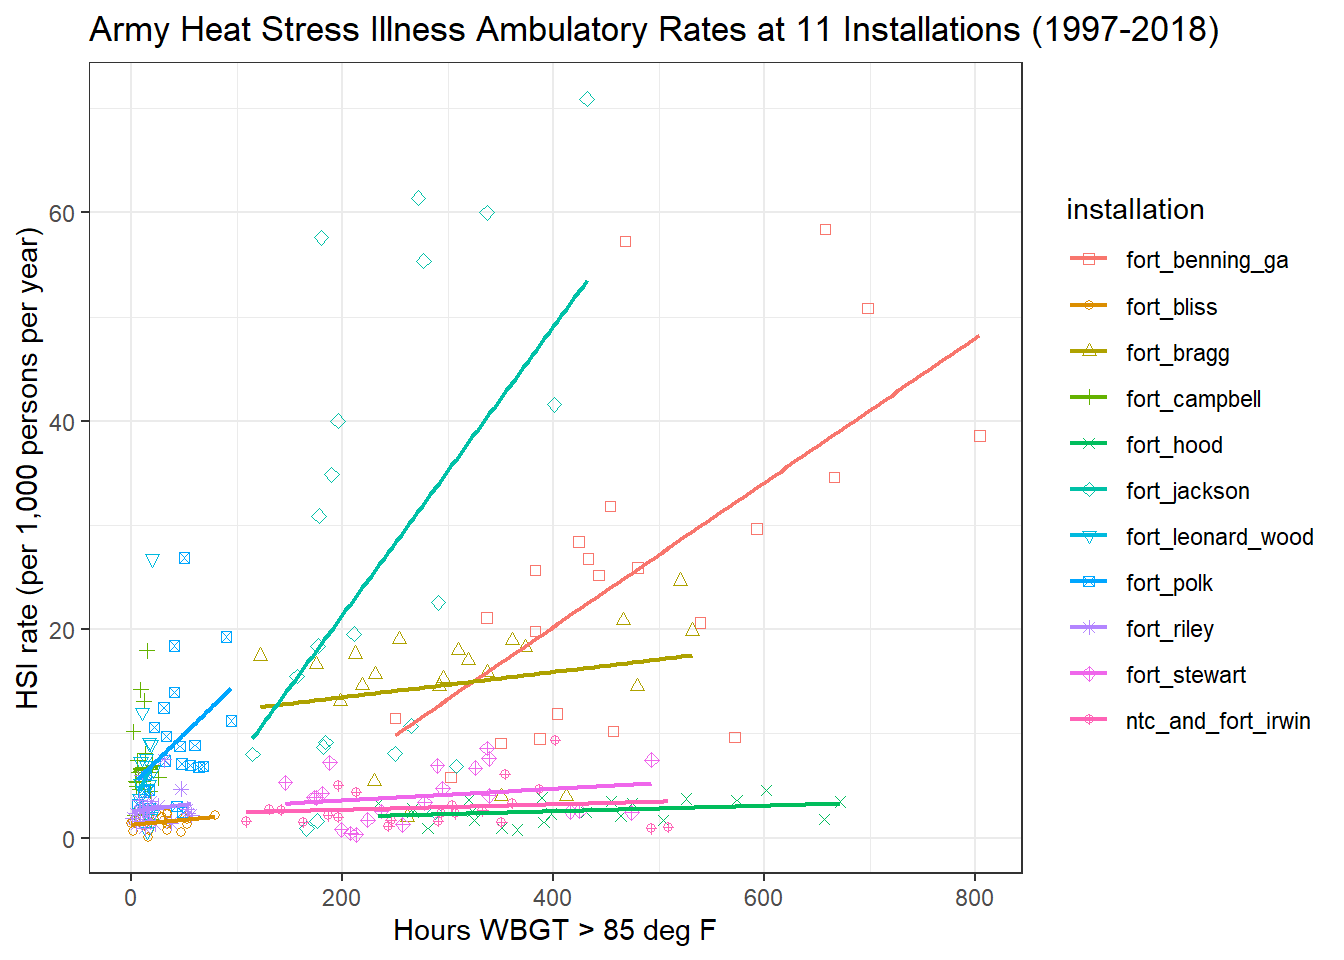 Army Heat Stress Illness Ambulatory Rates at 11 Installations (1997-2018)
HSI rate (per 1,000 persons per year)
60
40
20
0
0 200 400 600 800
Hours WBGT > 85 deg F
installation
fort_benning_ga
fort_bliss
fort_bragg
fort_campbell
fort_hood
fort_jackson
fort_leonard_wood
fort_polk
fort_riley
fort_stewart
ntc_and_fort_irwin